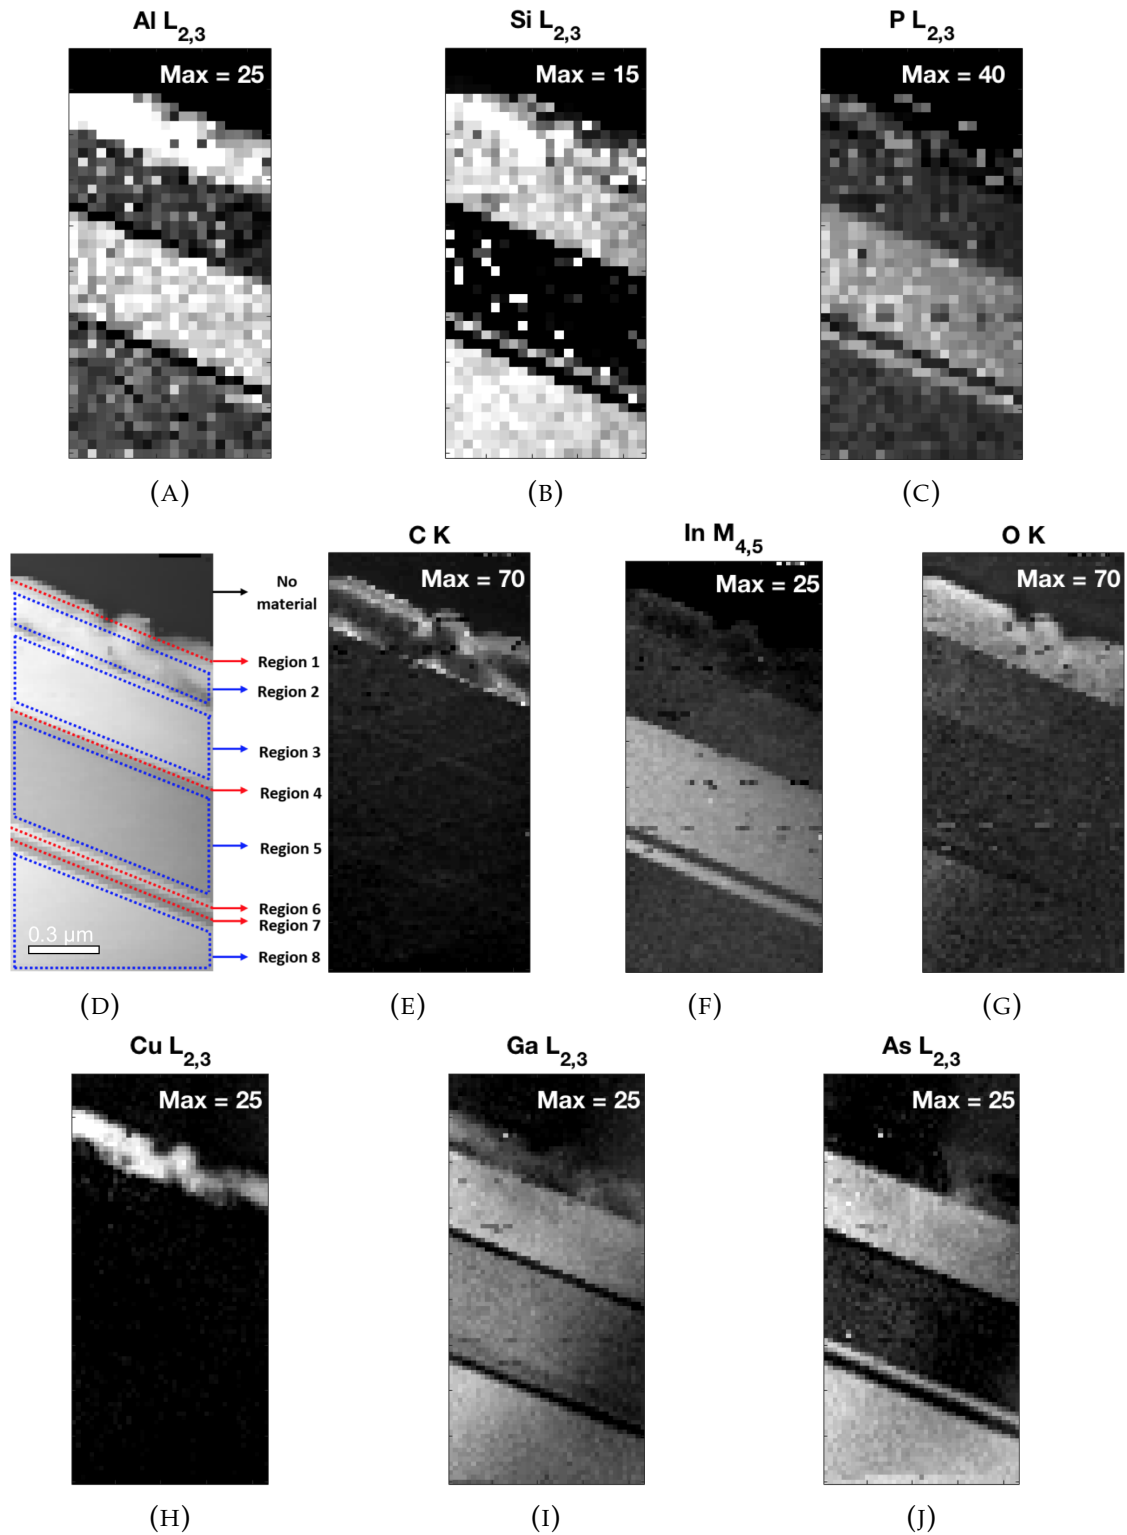 Al L2,3
Si L2,3
P L2,3
Max = 25
Max = 15
Max = 40
(A)
(B)
(C)
C K
In M4,5
O K
Max = 70
Max = 25
Max = 70
No
material
Region 1
Region 2
Region 3
Region 4
Region 5
Region 6
Region 7
Region 8
0.3 µm
(D)
(E)
(F)
(G)
Cu L2,3
Ga L2,3
As L2,3
Max = 25
Max = 25
Max = 25
(H)
(I)
(J)